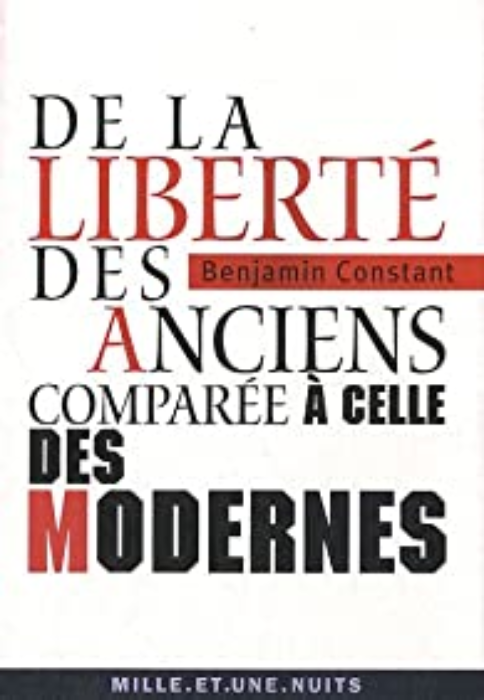 DE LA
LIBERTÉ
DES
Benjamin Constant
ANCIENS
COMPARÉE À CELLE
DES
MODERNES
MILLE.ET.UNE.NUITS